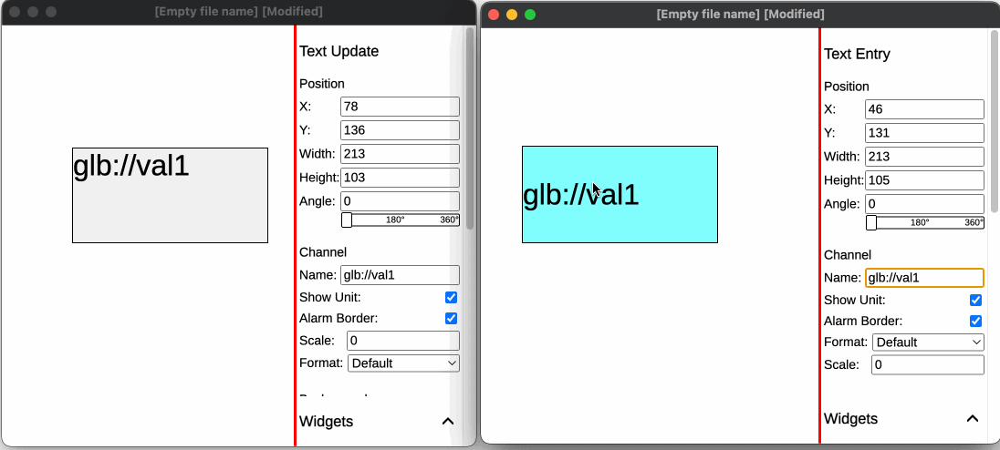 [Empty file name] [Modified]
glb://val1
Text Update
Position
X: 78
Y: 136
Width: 213
Height: 103
Angle: 0
180° 360°
Channel
Name: glb://val1
Show Unit:
Alarm Border:
Scale: 0
Format: Default
Widgets
[Empty file name] [Modified]
glb://val1
Text Entry
Position
X: 46
Y: 131
Width: 213
Height: 105
Angle: 0
180° 360°
Channel
Name: glb://val1
Show Unit:
Alarm Border:
Format: Default
Scale: 0
Widgets